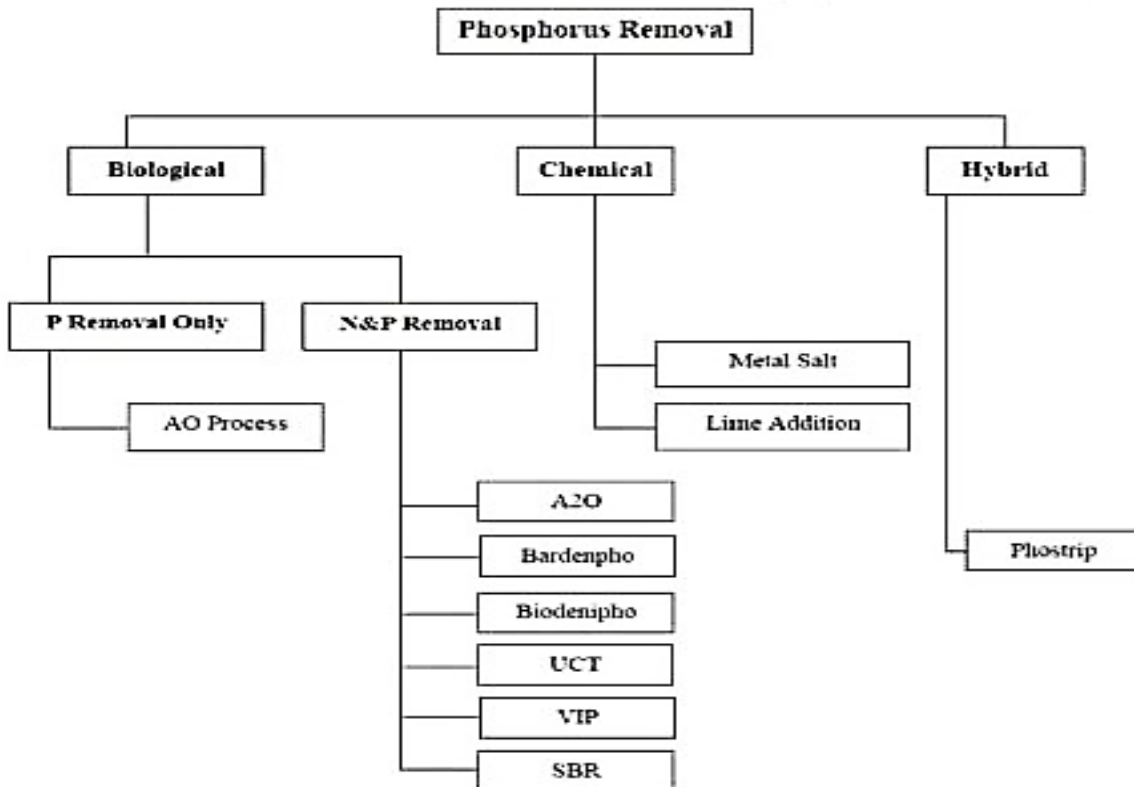 Phosphorus Removal
Biological
Chemical
Hybrid
P Removal Only
N&P Removal
Metal Salt
AO Process
Lime Addition
A2O
Bardenpho
Phostrip
Biodenipho
UCT
VIP
SBR